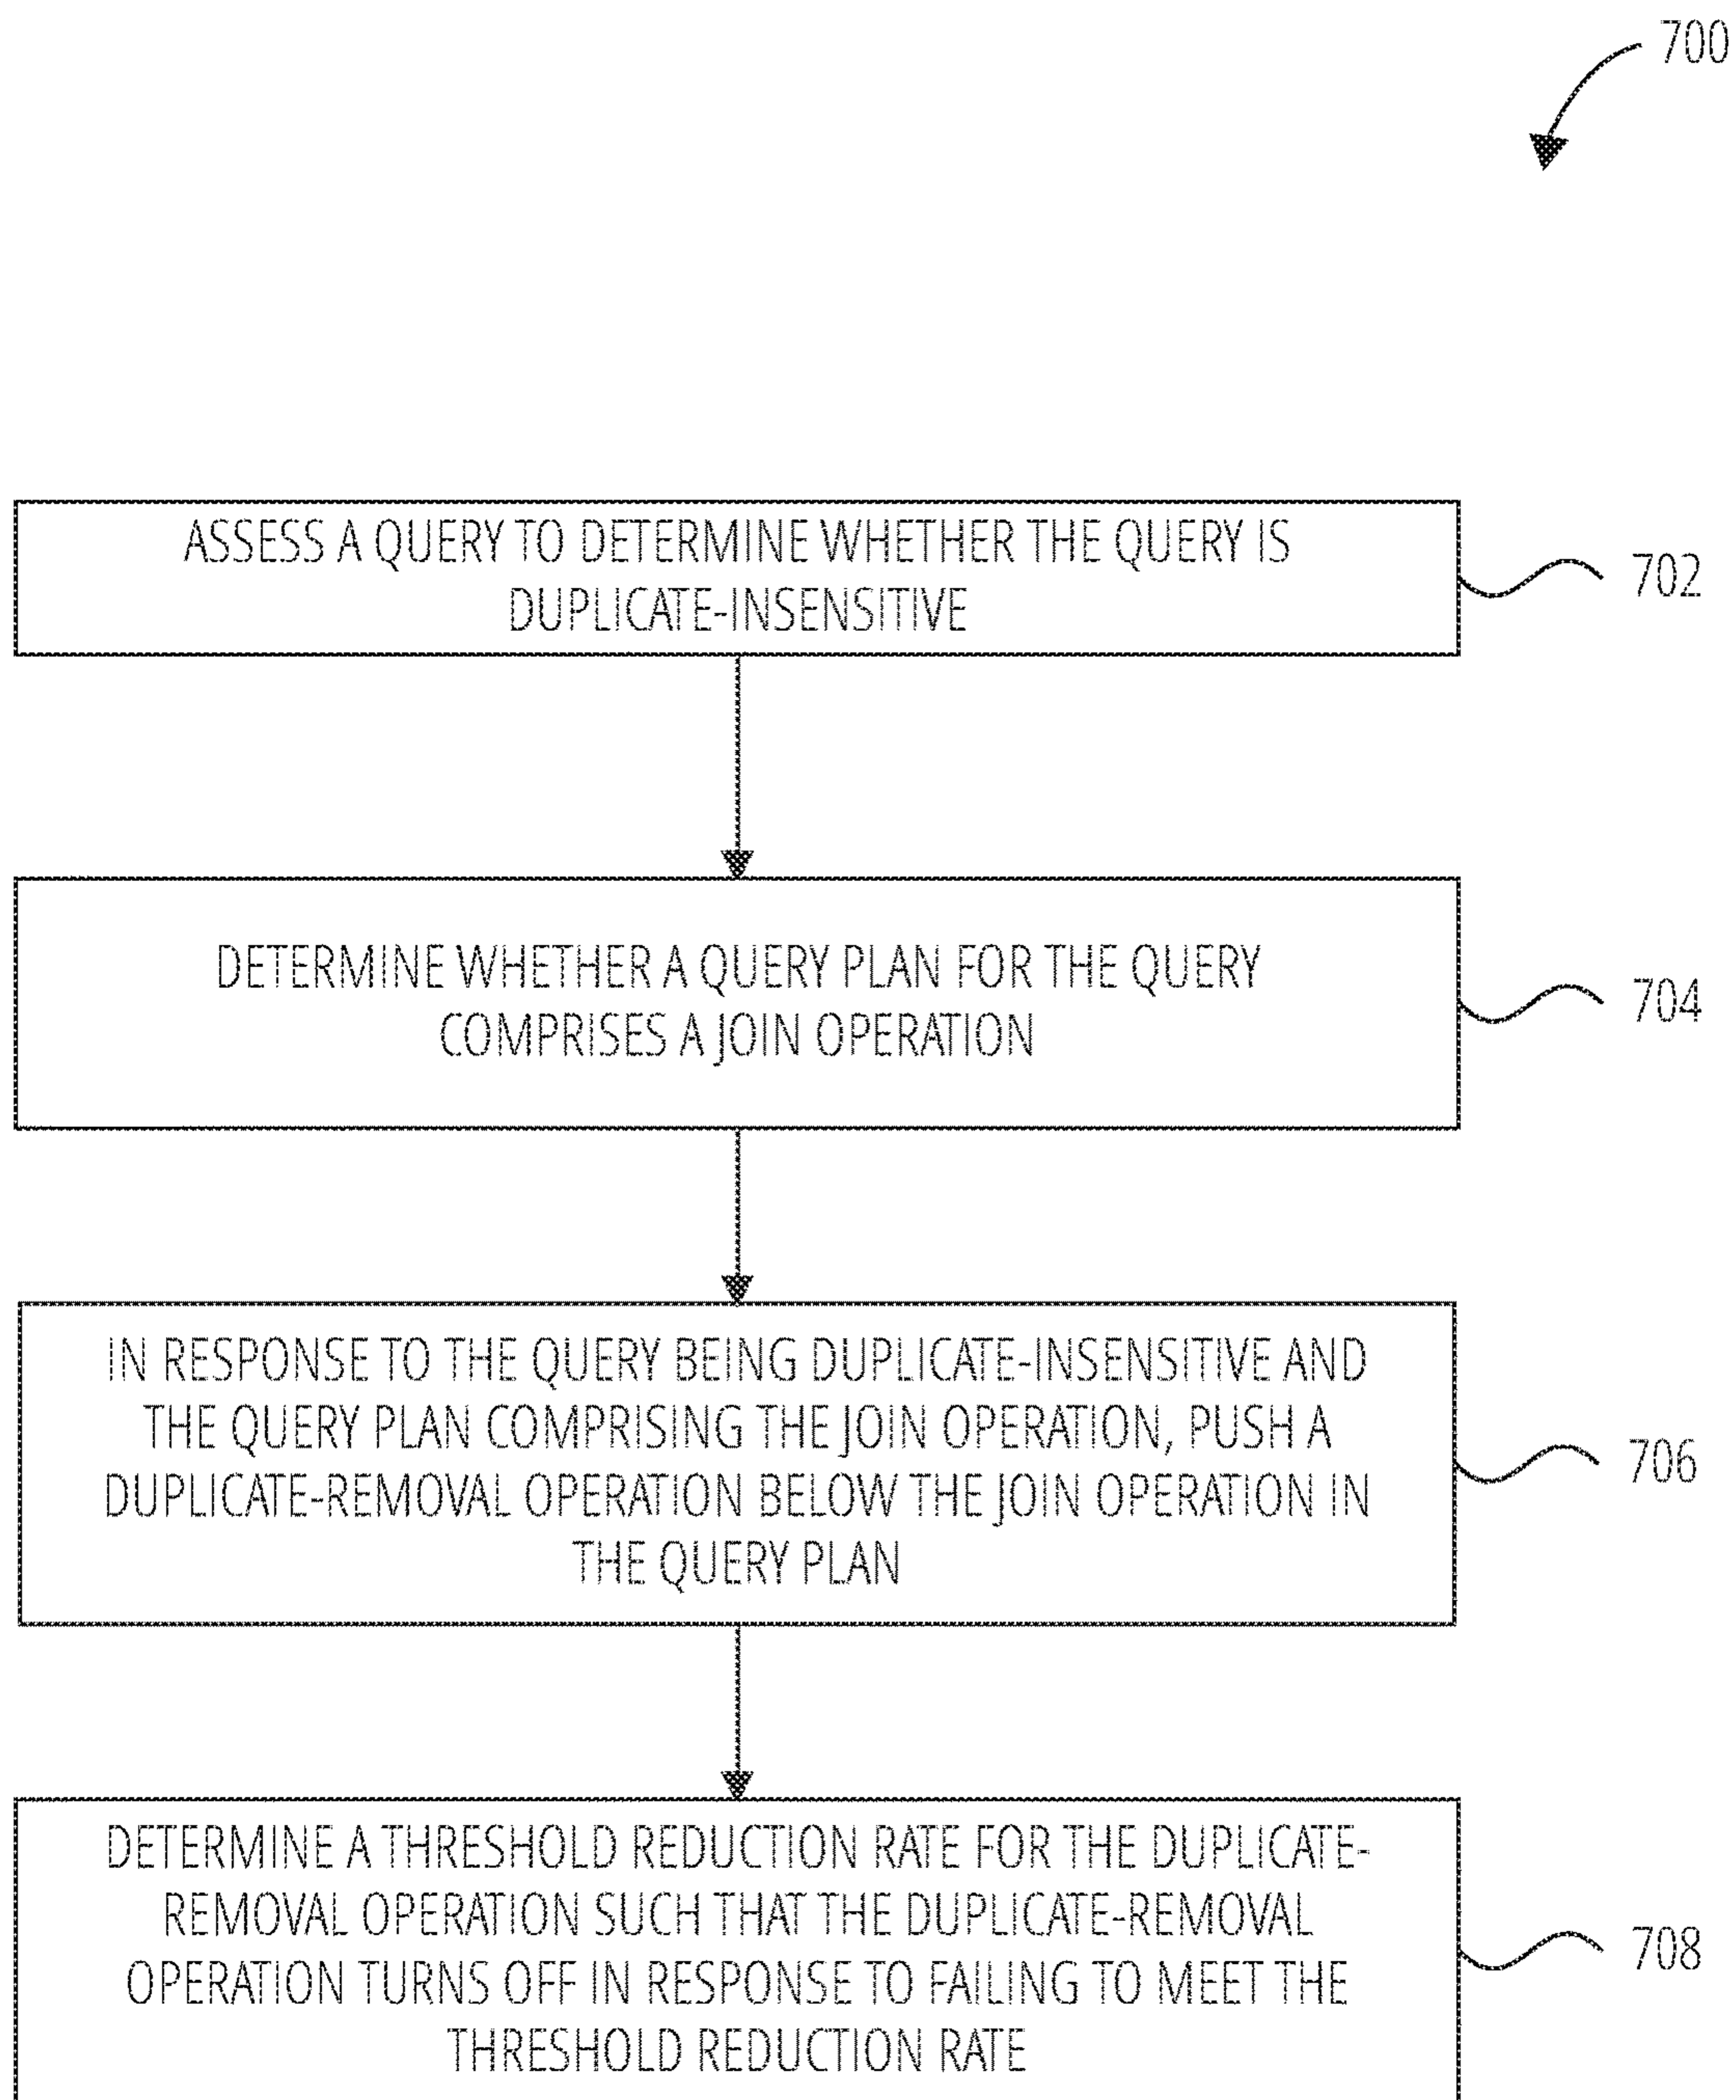 700
ASSESS A QUERY TO DETERMINE WHETHER THE QUERY IS
DUPLICATE-INSENSITIVE
702
DETERMINE WHETHER A QUERY PLAN FOR THE QUERY
COMPRISES A JOIN OPERATION
704
IN RESPONSE TO THE QUERY BEING DUPLICATE-INSENSITIVE AND
THE QUERY PLAN COMPRISING THE JOIN OPERATION, PUSH A
DUPLICATE-REMOVAL OPERATION BELOW THE JOIN OPERATION IN
THE QUERY PLAN
706
DETERMINE A THRESHOLD REDUCTION RATE FOR THE DUPLICATE-
REMOVAL OPERATION SUCH THAT THE DUPLICATE-REMOVAL
OPERATION TURNS OFF IN RESPONSE TO FAILING TO MEET THE
THRESHOLD REDUCTION RATE
708